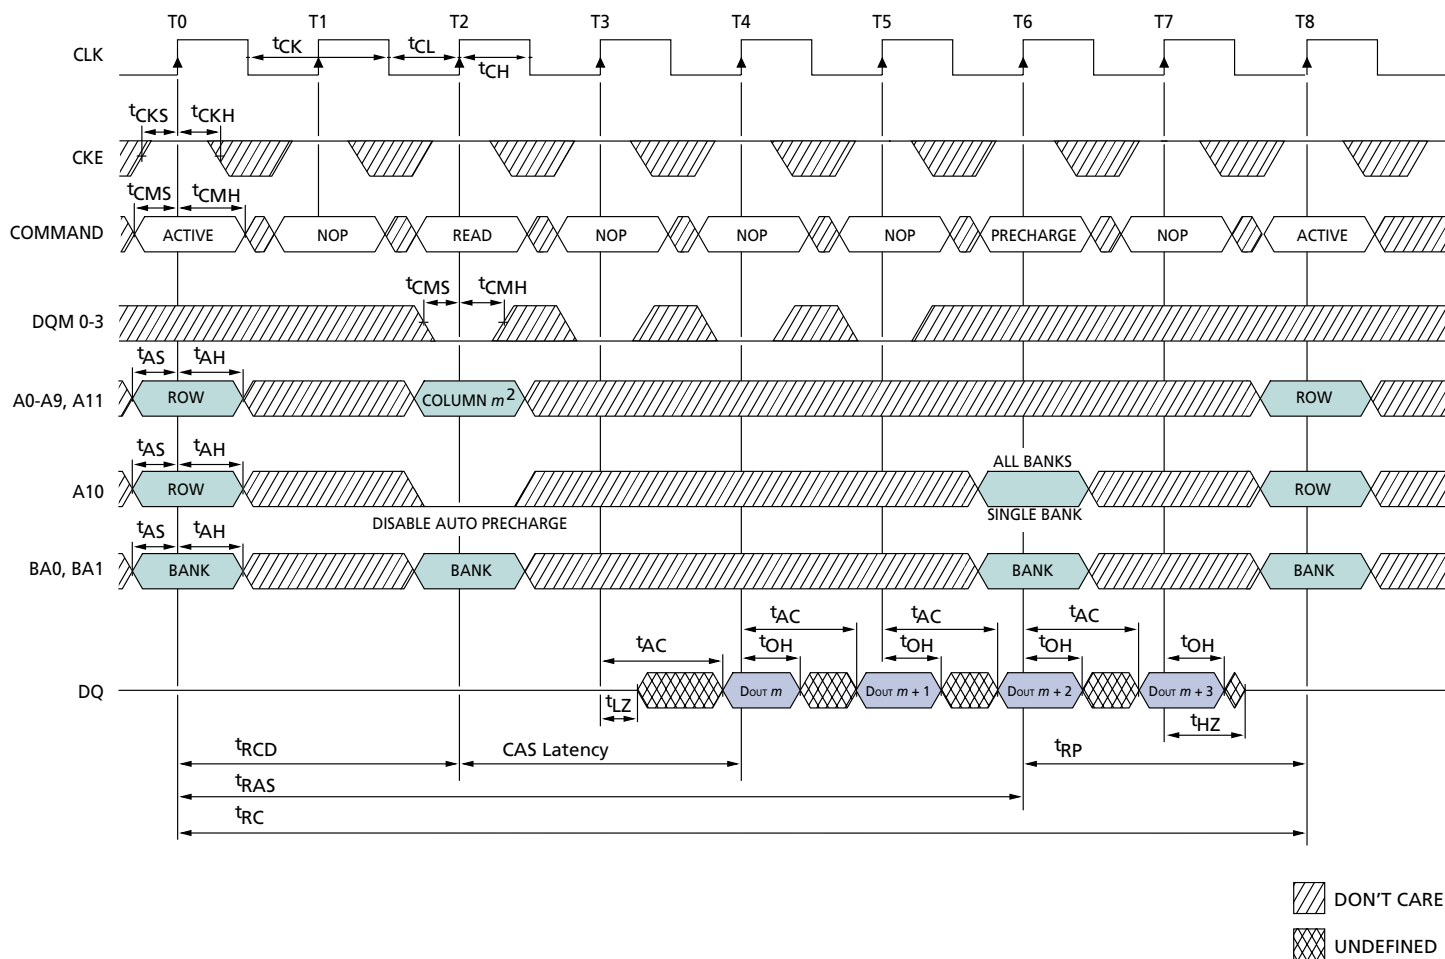 T0 T1 T2 T3 T4 T5 T6 T7 T8
CLK
tCK tCL
tCH
tCKS tCKH
CKE
tCMS tCMH
COMMAND ACTIVE NOP READ NOP NOP NOP PRECHARGE NOP ACTIVE
tCMS tCMH
DQM 0-3
tAS tAH
A0-A9, A11 ROW COLUMN m2 ROW
tAS tAH
ALL BANKS
A10 ROW ROW
DISABLE AUTO PRECHARGE SINGLE BANK
tAS tAH
BA0, BA1 BANK BANK BANK BANK
tAC tAC tAC
tAC tOH tOH tOH tOH
DQ DOUT m DOUT m + 1 DOUT m + 2 DOUT m + 3
tLZ tHZ
tRCD CAS Latency tRP
tRAS
tRC
DON'T CARE
UNDEFINED